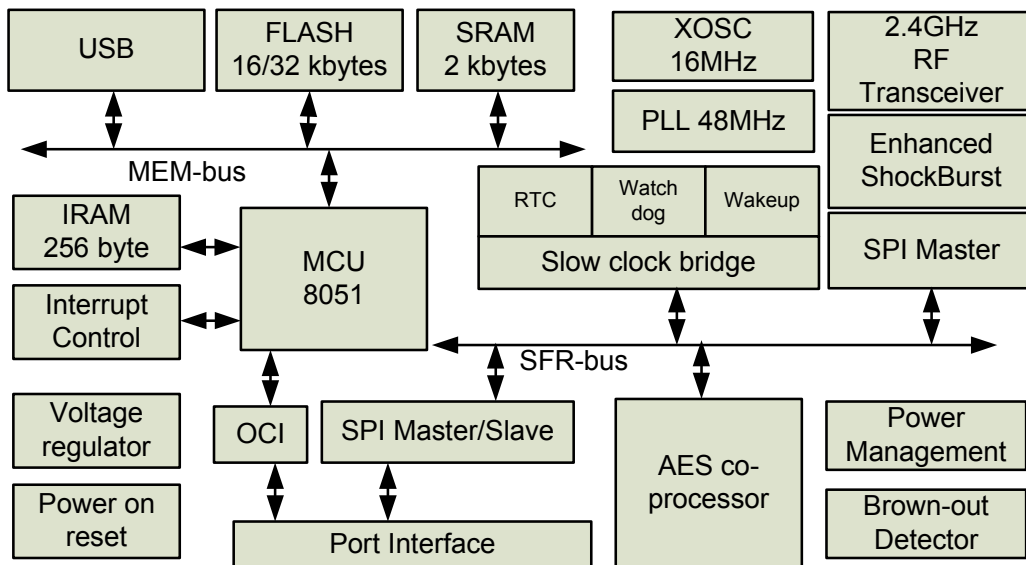 USB
FLASH
16/32 kbytes
SRAM
2 kbytes
XOSC
16MHz
2.4GHz
RF
Transceiver
PLL 48MHz
MEM-bus
Enhanced
ShockBurst
RTC
Watch
dog
Wakeup
IRAM
256 byte
MCU
8051
Slow clock bridge
SPI Master
Interrupt
Control
SFR-bus
Voltage
regulator
OCI
SPI Master/Slave
AES co-
processor
Power
Management
Power on
reset
Port Interface
Brown-out
Detector